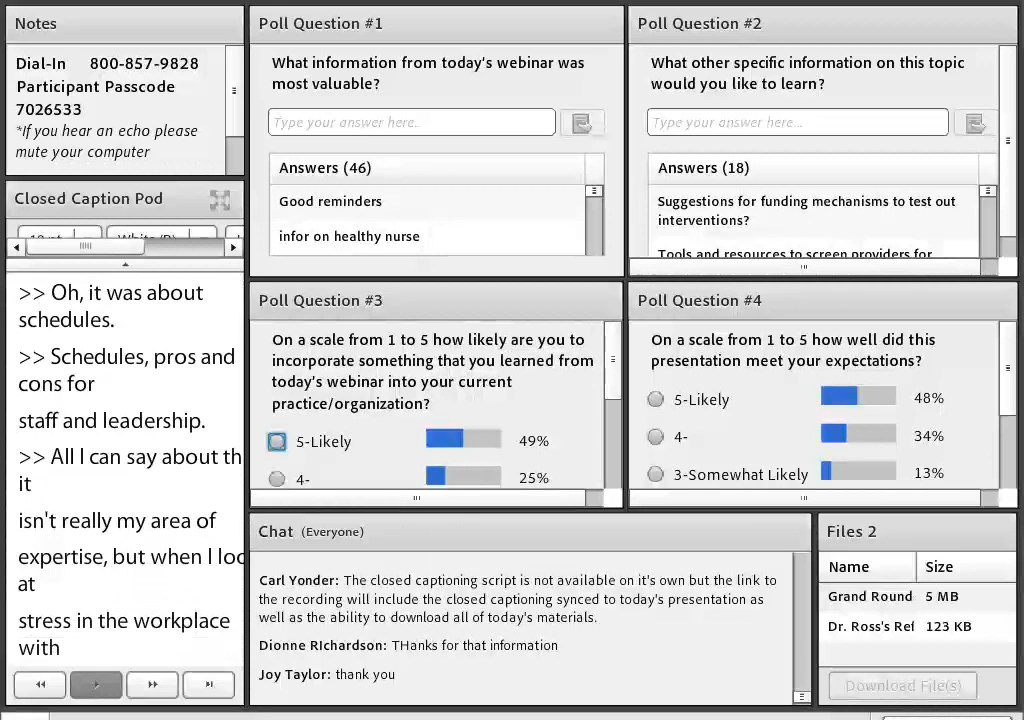 Notes
Dial-In 800-857-9828
Participant Passcode
7026533
*If you hear an echo please
mute your computer
Closed Caption Pod
>> Oh, it was about
schedules.
>> Schedules, pros and
cons for
staff and leadership.
>> All I can say about th
it
isn't really my area of
expertise, but when I loo
at
stress in the workplace
with
Poll Question #1
What information from today's webinar was
most valuable?
Type your answer here...
Answers (46)
Good reminders
infor on healthy nurse
Poll Question #2
What other specific information on this topic
would you like to learn?
Type your answer here...
Answers (18)
Suggestions for funding mechanisms to test out
interventions?
Tools and resources to screen providers for
Poll Question #3
On a scale from 1 to 5 how likely are you to
incorporate something that you learned from
today's webinar into your current
practice/organization?
5-Likely 49%
4- 25%
Poll Question #4
On a scale from 1 to 5 how well did this
presentation meet your expectations?
5-Likely 48%
4- 34%
3-Somewhat Likely 13%
Chat (Everyone)
Carl Yonder: The closed captioning script is not available on it's own but the link to
the recording will include the closed captioning synced to today's presentation as
well as the ability to download all of today's materials.
Dionne RIchardson: THanks for that information
Joy Taylor: thank you
Files 2
Name Size
Grand Round 5 MB
Dr. Ross's Ref 123 KB
Download File(s)